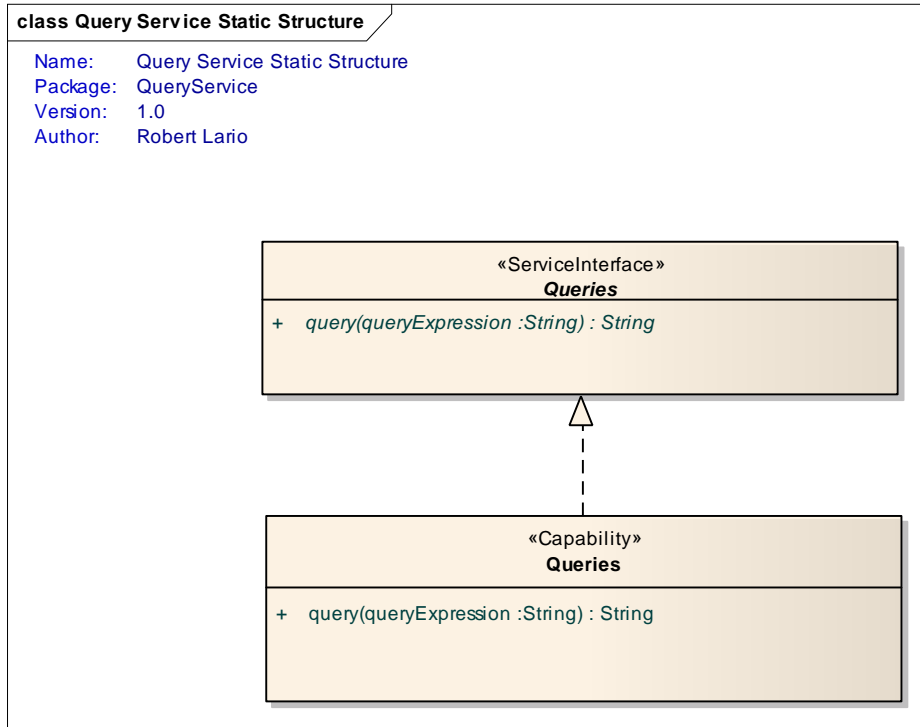 class Query Service Static Structure
Name: Query Service Static Structure
Package: QueryService
Version: 1.0
Author: Robert Lario
«ServiceInterface»
Queries
+ query(queryExpression :String) : String
«Capability»
Queries
+ query(queryExpression :String) : String